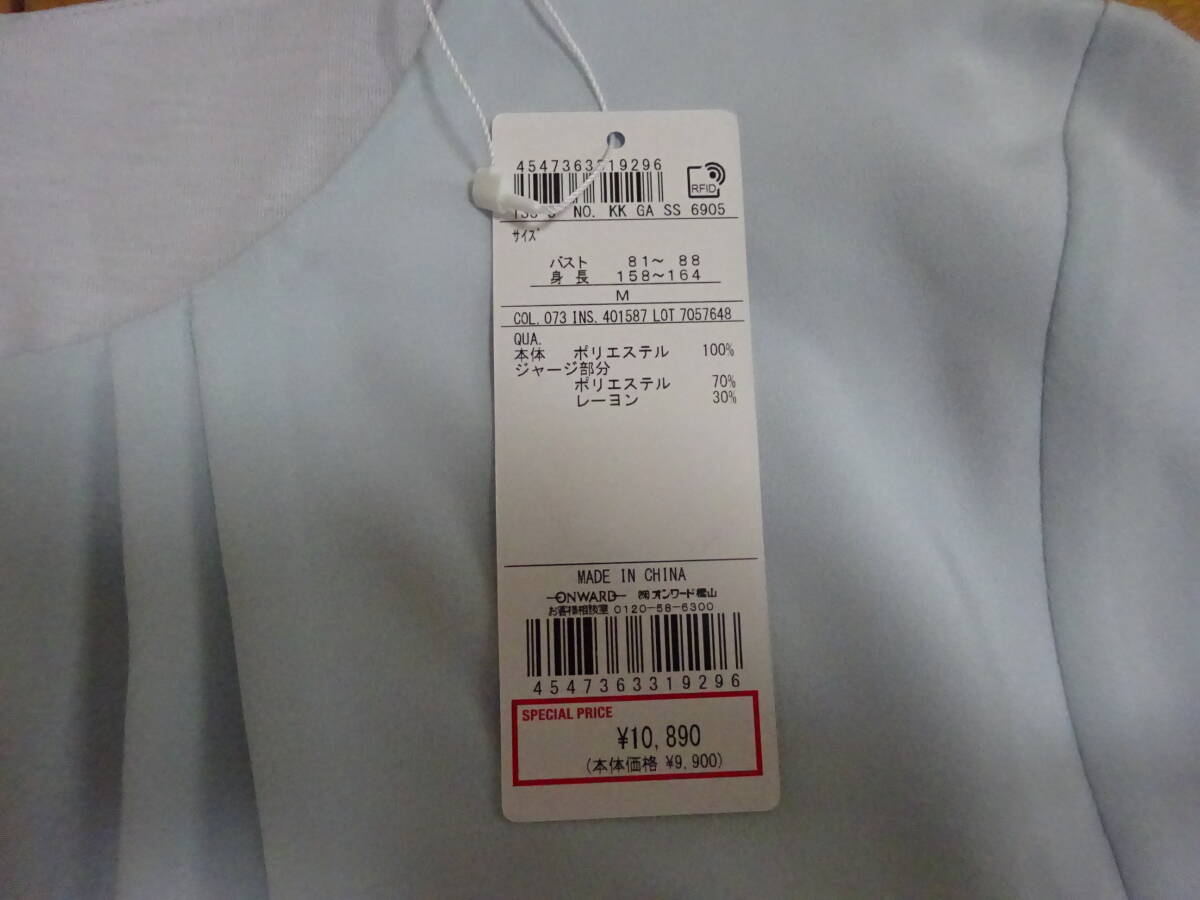 4547363319296
RFID
NO. KK GA SS 6905
サイズ
バスト 81～ 88
身長 158～164
M
COL. 073 INS. 401587 LOT 7057648
QUA.
本体 ポリエステル 100%
ジャージ部分
ポリエステル 70%
レーヨン 30%
MADE IN CHINA
ONWARD ㈱オンワード樫山
お客様相談室 0120-58-6300
4547363319296
SPECIAL PRICE
¥10,890
(本体価格 ¥9,900)